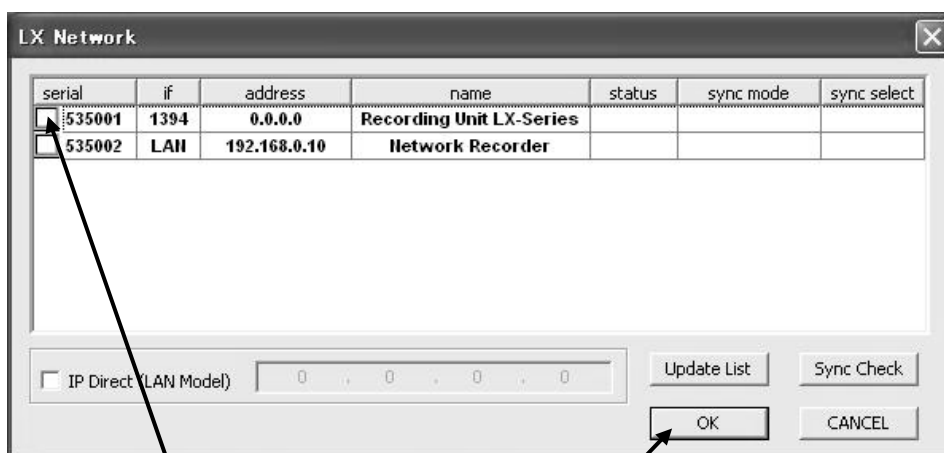 LX Network
serial if address name status sync mode sync select
535001 1394 0.0.0.0 Recording Unit LX-Series
535002 LAN 192.168.0.10 Network Recorder
IP Direct (LAN Model) 0 . 0 . 0 . 0 Update List Sync Check
OK CANCEL